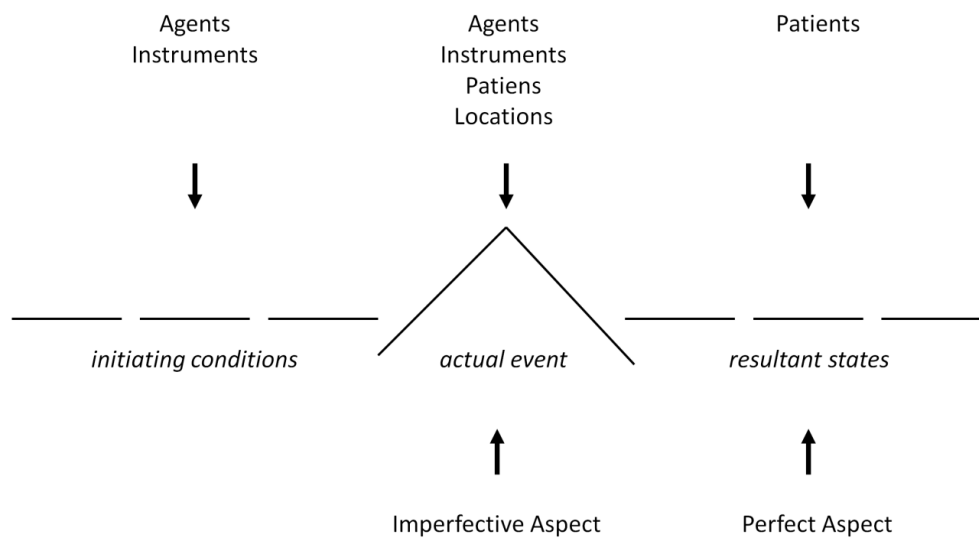 Agents
Instruments
Agents
Instruments
Patiens
Locations
Patients
initiating conditions
actual event
resultant states
Imperfective Aspect
Perfect Aspect